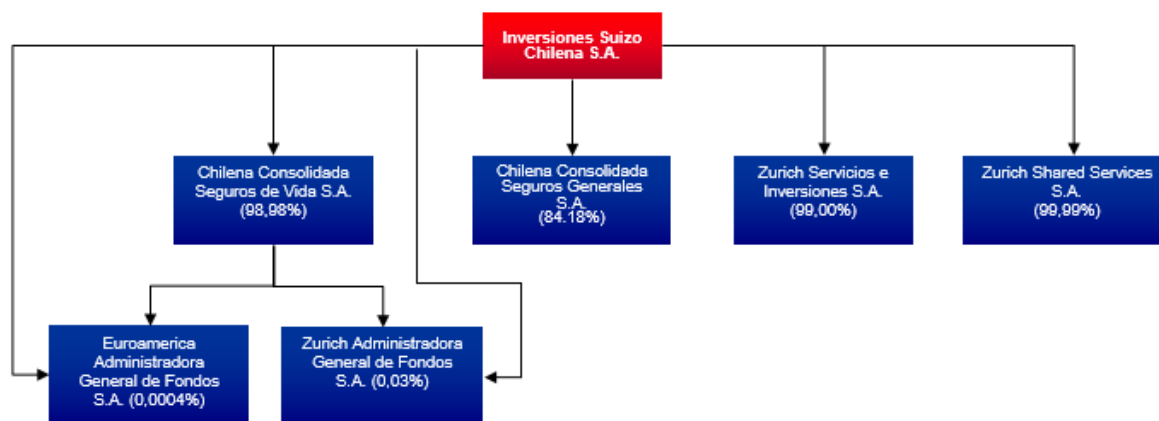 Inversiones Suizo
Chilena S.A.
Chilena Consolidada
Seguros de Vida S.A.
(98,98%)
Chilena Consolidada
Seguros Generales
S.A.
(84.18%)
Zurich Servicios e
Inversiones S.A.
(99,00%)
Zurich Shared Services
S.A.
(99,99%)
Euroamerica
Administradora
General de Fondos
S.A. (0,0004%)
Zurich Administradora
General de Fondos
S.A. (0,03%)